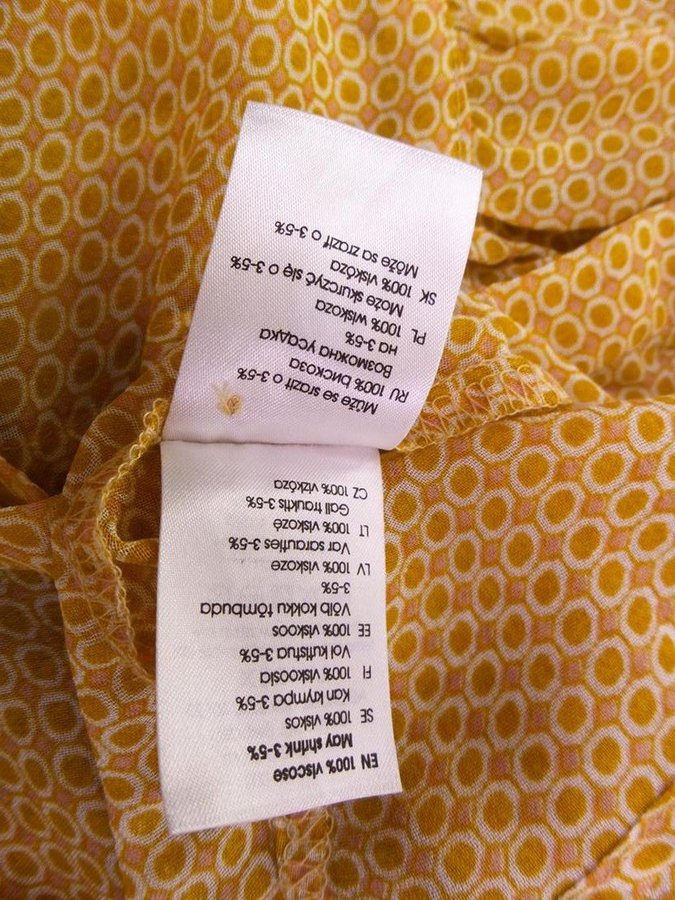 EN 100% viscose
May shrink 3-5%
SE 100% viskos
Kan krympa 3-5%
FI 100% viskoosia
Voi kutistua 3-5%
EE 100% viskoos
Võib kokku tõmbuda
3-5%
LV 100% viskoze
Var sarauties 3-5%
LT 100% viskozė
Gali trauktis 3-5%
CZ 100% vizkóza
Může se srazit o 3-5%
RU 100% вискоза
Возможна усадка
на 3-5%
PL 100% wiskoza
Może skurczyć się o 3-5%
SK 100% viskóza
Môže sa zraziť o 3-5%